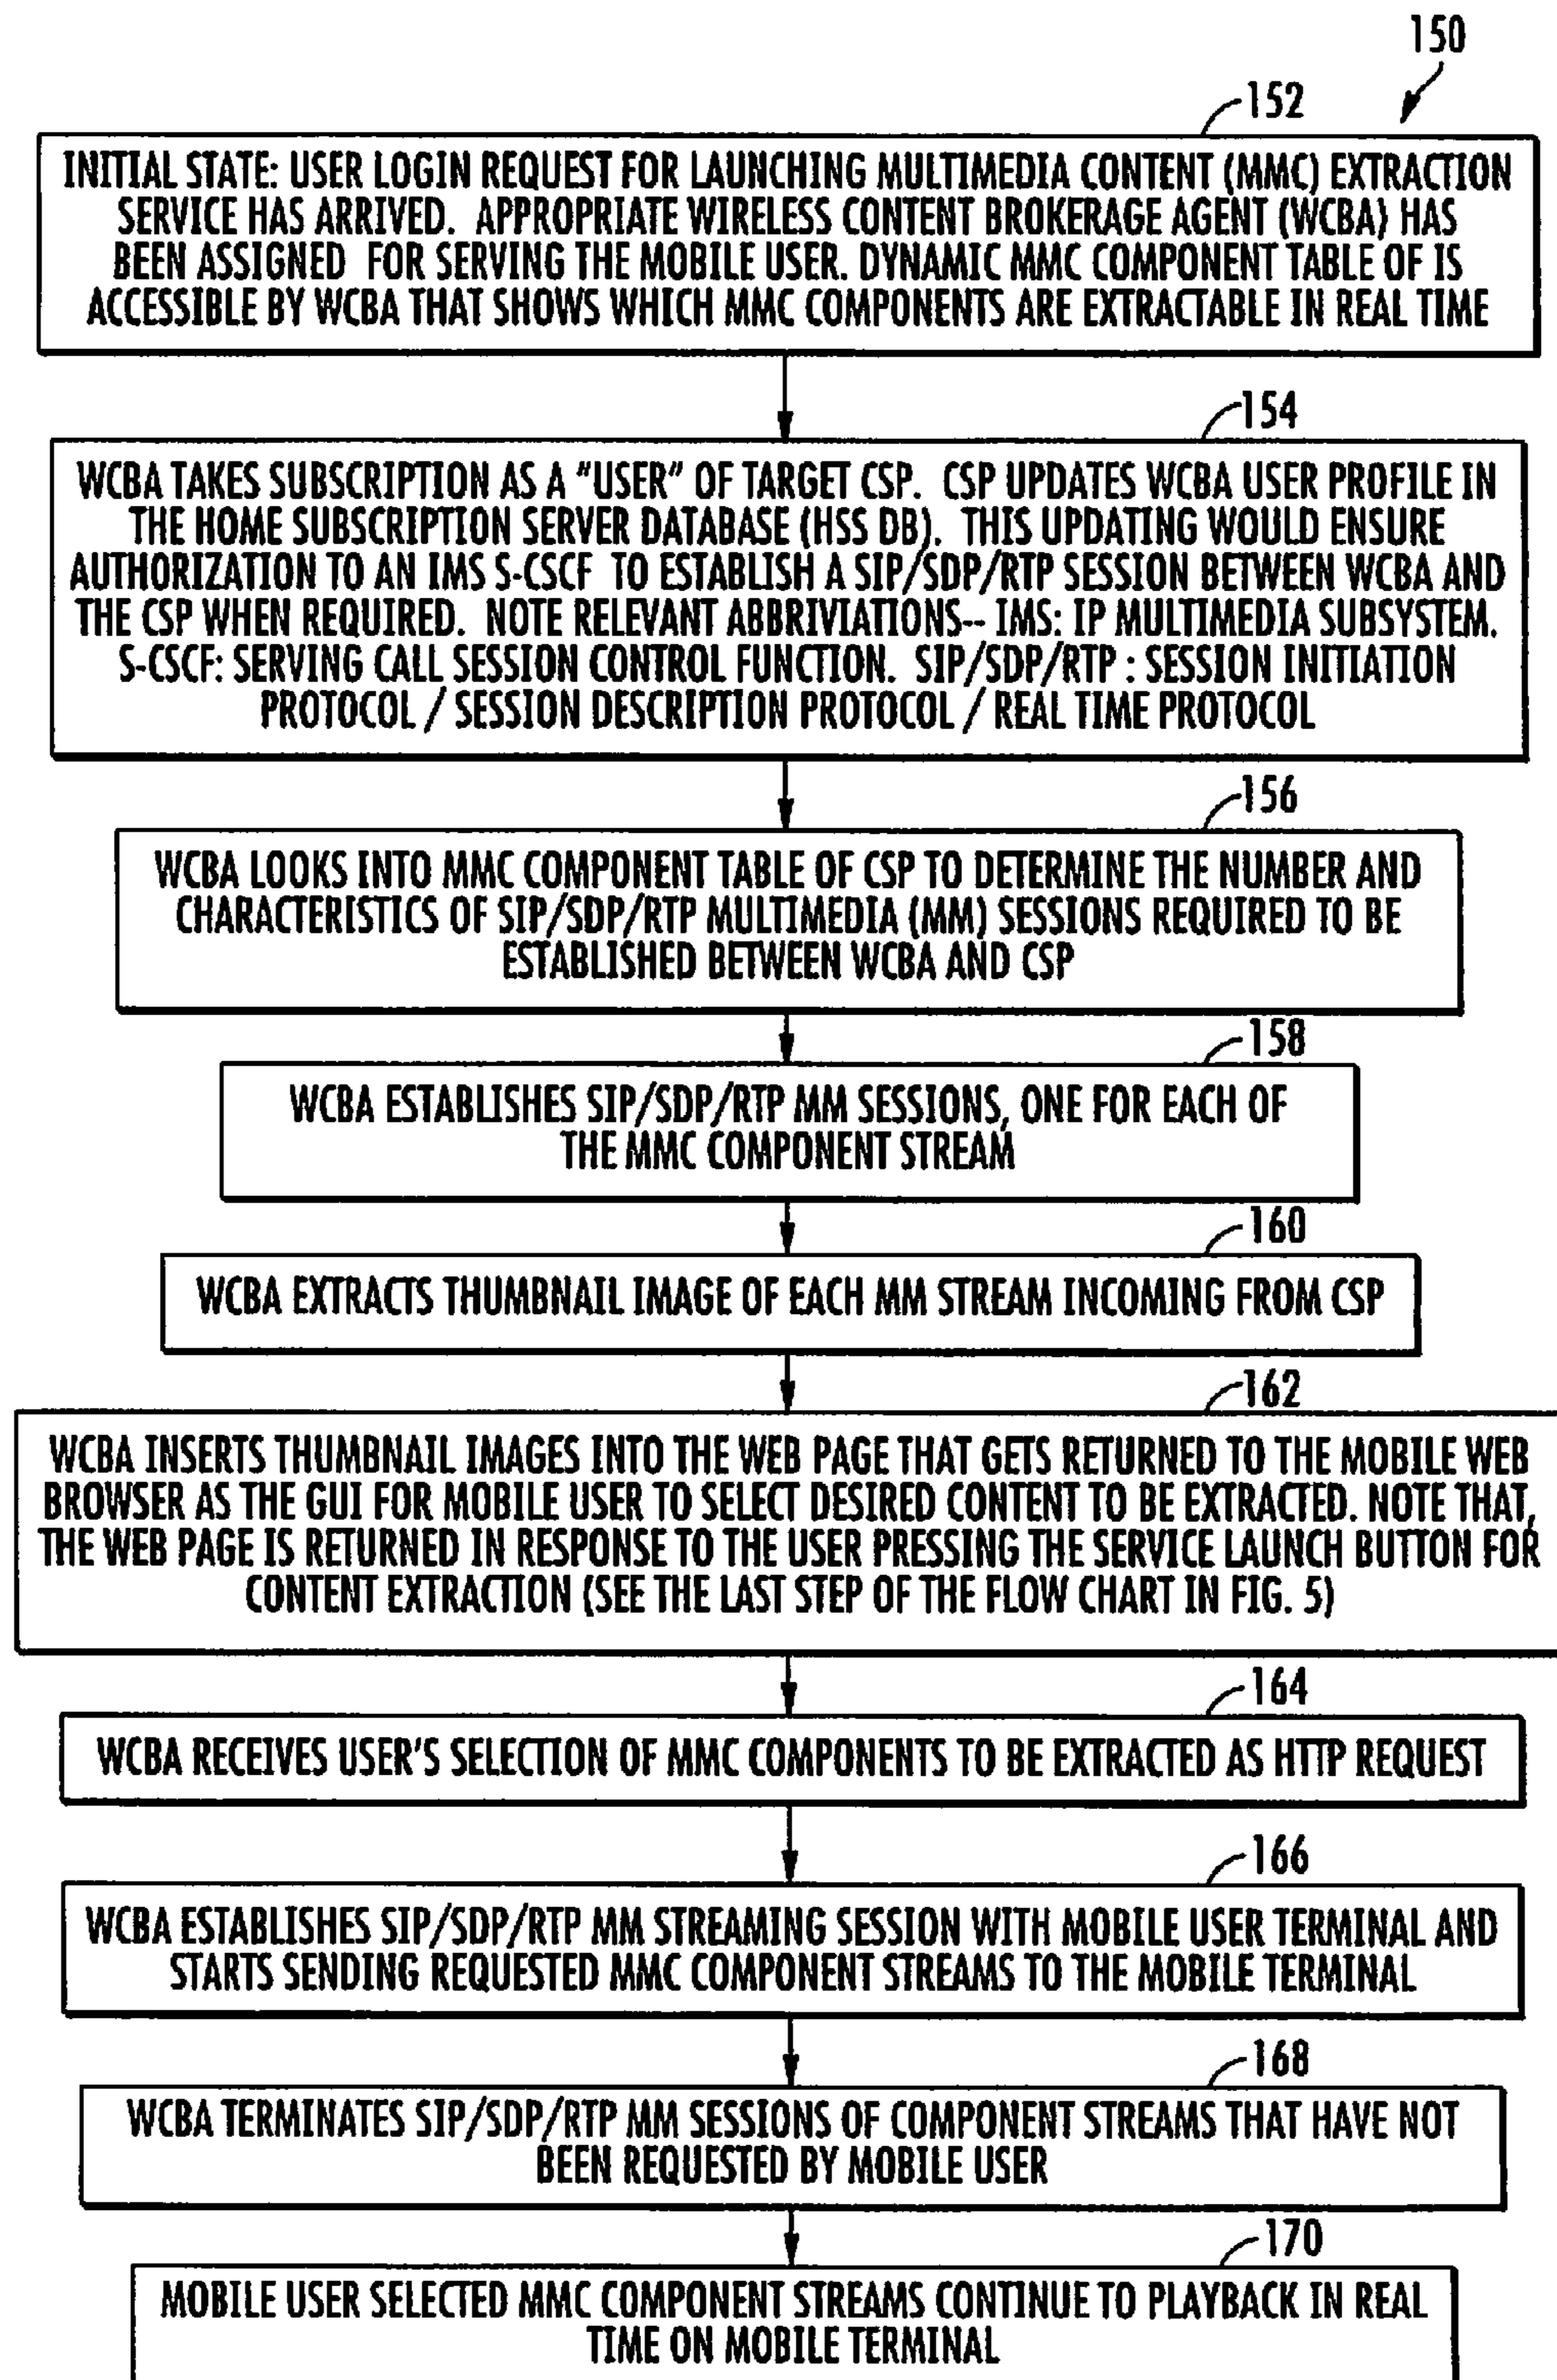 150
152
INITIAL STATE: USER LOGIN REQUEST FOR LAUNCHING MULTIMEDIA CONTENT (MMC) EXTRACTION
SERVICE HAS ARRIVED. APPROPRIATE WIRELESS CONTENT BROKERAGE AGENT (WCBA) HAS
BEEN ASSIGNED FOR SERVING THE MOBILE USER. DYNAMIC MMC COMPONENT TABLE OF IS
ACCESSIBLE BY WCBA THAT SHOWS WHICH MMC COMPONENTS ARE EXTRACTABLE IN REAL TIME
154
WCBA TAKES SUBSCRIPTION AS A "USER" OF TARGET CSP. CSP UPDATES WCBA USER PROFILE IN
THE HOME SUBSCRIPTION SERVER DATABASE (HSS DB). THIS UPDATING WOULD ENSURE
AUTHORIZATION TO AN IMS S-CSCF TO ESTABLISH A SIP/SDP/RTP SESSION BETWEEN WCBA AND
THE CSP WHEN REQUIRED. NOTE RELEVANT ABBRIVIATIONS-- IMS: IP MULTIMEDIA SUBSYSTEM.
S-CSCF: SERVING CALL SESSION CONTROL FUNCTION. SIP/SDP/RTP : SESSION INITIATION
PROTOCOL / SESSION DESCRIPTION PROTOCOL / REAL TIME PROTOCOL
156
WCBA LOOKS INTO MMC COMPONENT TABLE OF CSP TO DETERMINE THE NUMBER AND
CHARACTERISTICS OF SIP/SDP/RTP MULTIMEDIA (MM) SESSIONS REQUIRED TO BE
ESTABLISHED BETWEEN WCBA AND CSP
158
WCBA ESTABLISHES SIP/SDP/RTP MM SESSIONS, ONE FOR EACH OF
THE MMC COMPONENT STREAM
160
WCBA EXTRACTS THUMBNAIL IMAGE OF EACH MM STREAM INCOMING FROM CSP
162
WCBA INSERTS THUMBNAIL IMAGES INTO THE WEB PAGE THAT GETS RETURNED TO THE MOBILE WEB
BROWSER AS THE GUI FOR MOBILE USER TO SELECT DESIRED CONTENT TO BE EXTRACTED. NOTE THAT,
THE WEB PAGE IS RETURNED IN RESPONSE TO THE USER PRESSING THE SERVICE LAUNCH BUTTON FOR
CONTENT EXTRACTION (SEE THE LAST STEP OF THE FLOW CHART IN FIG. 5)
164
WCBA RECEIVES USER'S SELECTION OF MMC COMPONENTS TO BE EXTRACTED AS HTTP REQUEST
166
WCBA ESTABLISHES SIP/SDP/RTP MM STREAMING SESSION WITH MOBILE USER TERMINAL AND
STARTS SENDING REQUESTED MMC COMPONENT STREAMS TO THE MOBILE TERMINAL
168
WCBA TERMINATES SIP/SDP/RTP MM SESSIONS OF COMPONENT STREAMS THAT HAVE NOT
BEEN REQUESTED BY MOBILE USER
170
MOBILE USER SELECTED MMC COMPONENT STREAMS CONTINUE TO PLAYBACK IN REAL
TIME ON MOBILE TERMINAL